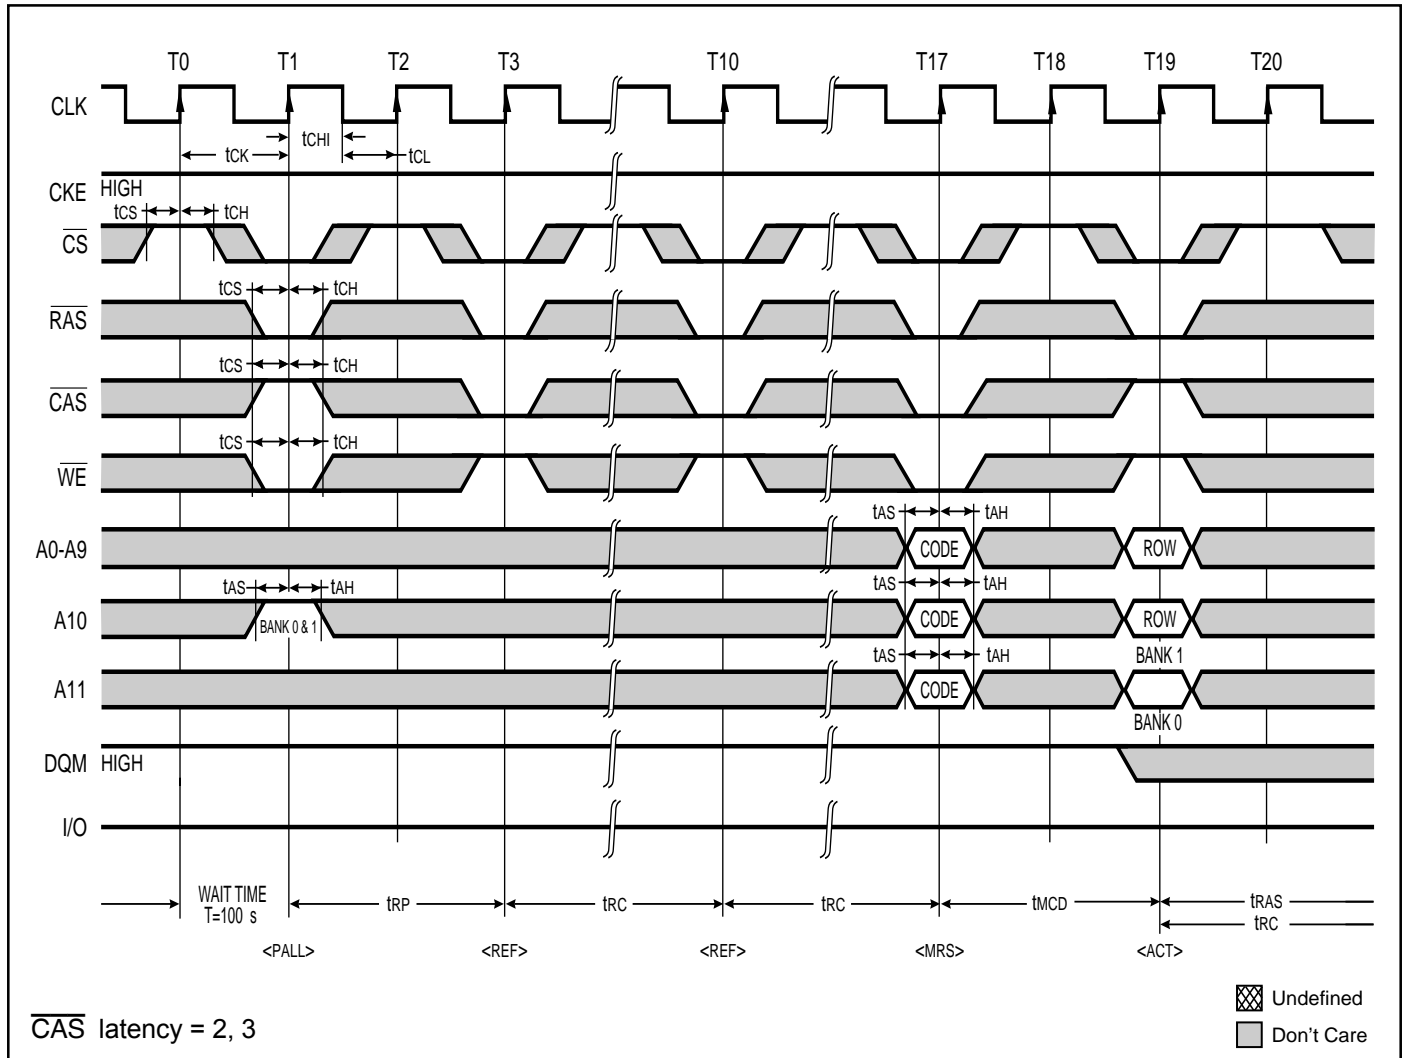 T0 T1 T2 T3 T10 T17 T18 T19 T20
CLK
tCHI
tCK tCL
CKE HIGH
tCS tCH
CS
tCS tCH
RAS
tCS tCH
CAS
tCS tCH
WE
tAS tAH
A0-A9 CODE ROW
tAS tAH tAS tAH
A10 BANK 0 & 1 CODE ROW
tAS tAH BANK 1
A11 CODE
BANK 0
DQM HIGH
I/O
WAIT TIME
T=100 s
tRP tRC tRC tMCD tRAS
tRC
<PALL> <REF> <REF> <MRS> <ACT>
Undefined
CAS latency = 2, 3
Don't Care